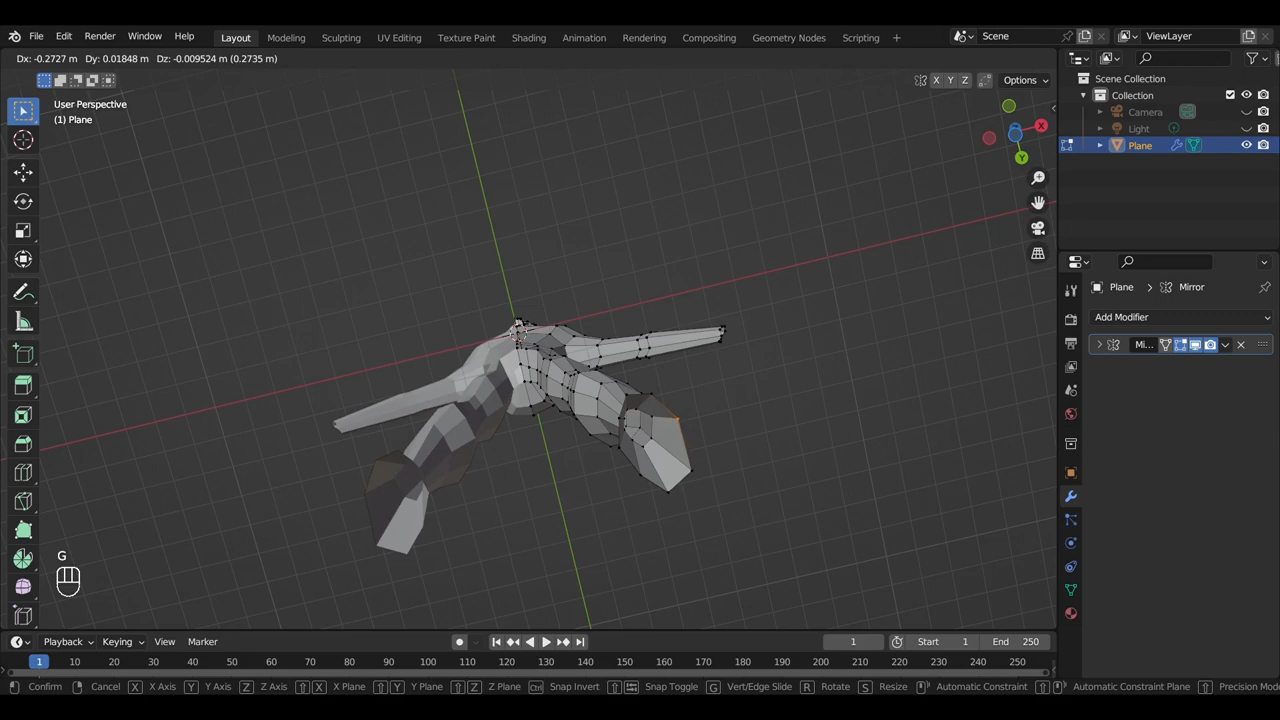 File Edit Render Window Help Layout Modeling Sculpting UV Editing Texture Paint Shading Animation Rendering Compositing Geometry Nodes Scripting + Scene ViewLayer
Dx: -0.2727 m Dy: 0.01848 m Dz: -0.009524 m (0.2735 m)
X Y Z Options
User Perspective
(1) Plane
X
Y
G
Scene Collection
Collection
Camera
Light
Plane
Plane > Mirror
Add Modifier
Mi...
Playback Keying View Marker 1 Start 1 End 250
1 10 20 30 40 50 60 70 80 90 100 110 120 130 140 150 160 170 180 190 200 210 220 230 240 250
Confirm Cancel X X Axis Y Y Axis Z Z Axis X X Plane Y Y Plane Z Z Plane Ctrl Snap Invert Snap Toggle G Vert/Edge Slide R Rotate S Resize Automatic Constraint Automatic Constraint Plane Precision Mode